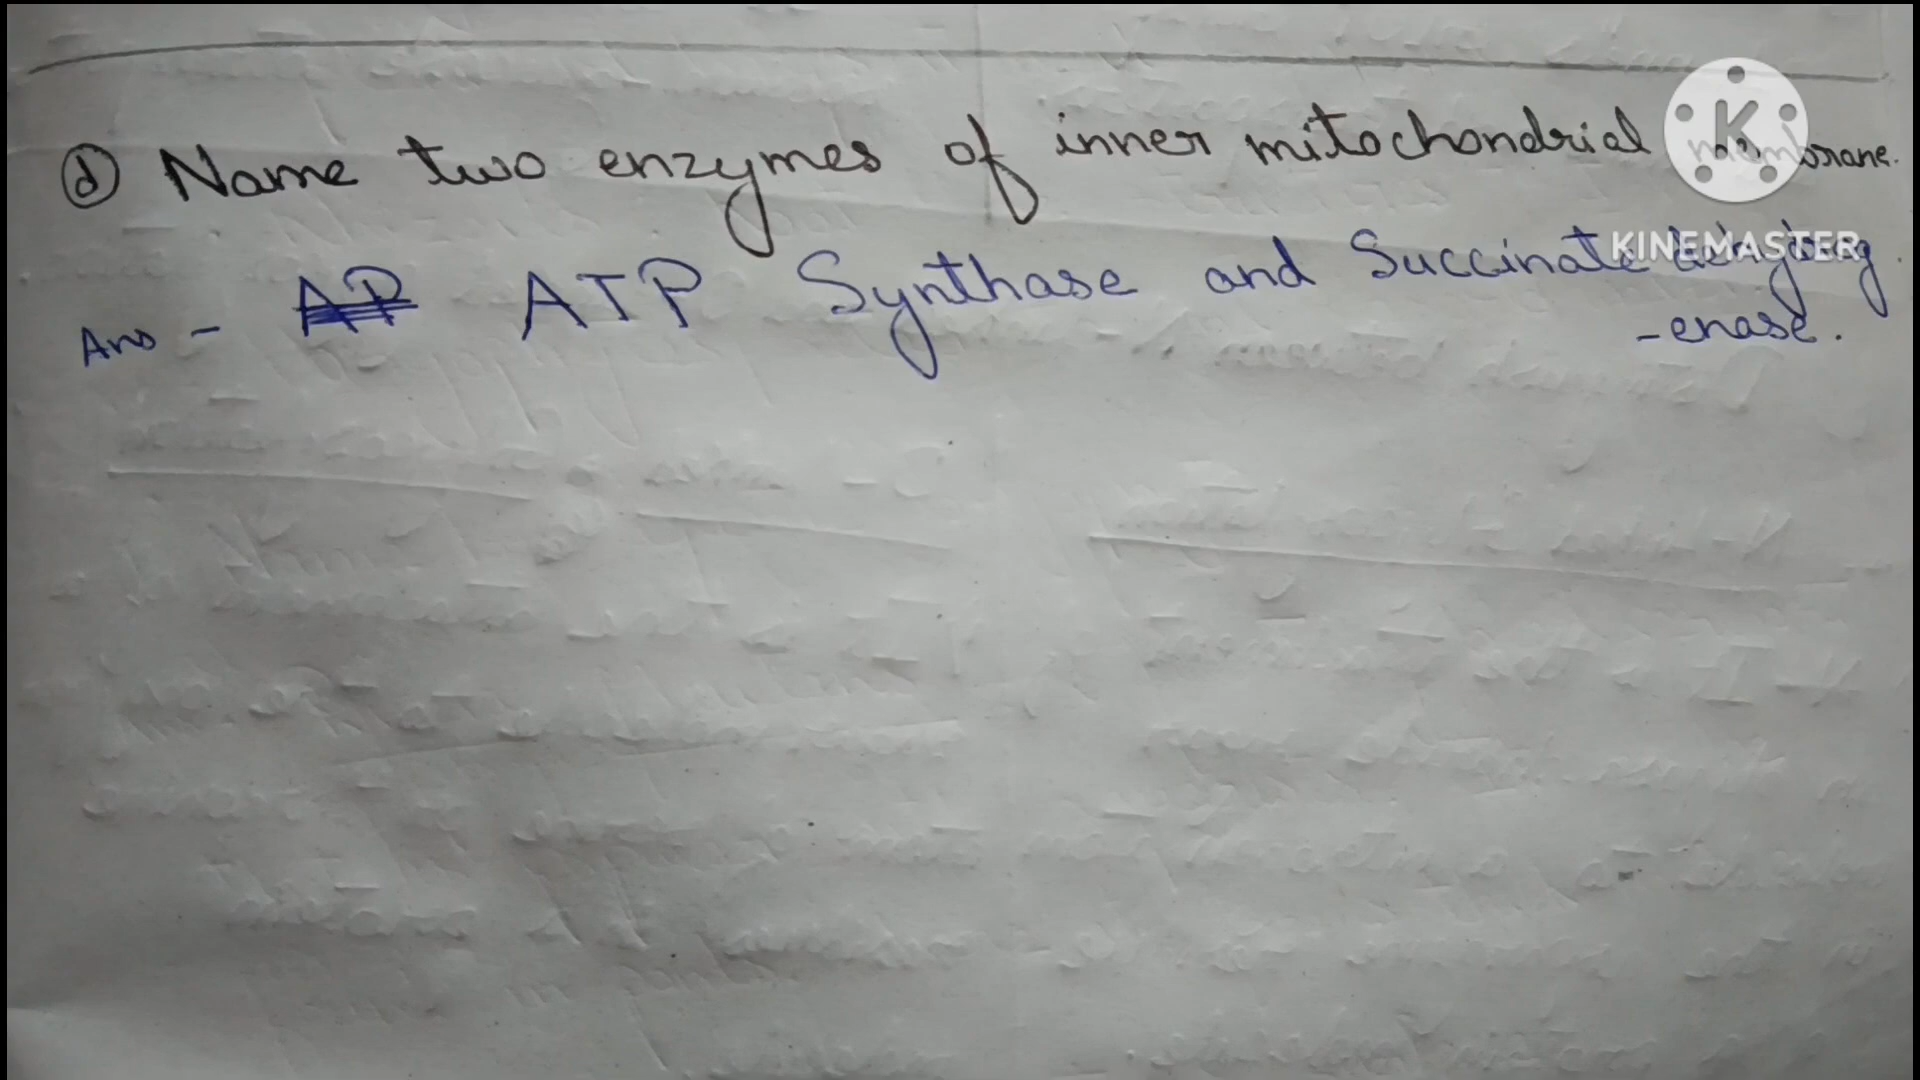 (d) Name two enzymes of inner mitochondrial membrane.
Ans - AP ATP Synthase and Succinate dehydrog
-enase.
KINEMASTER